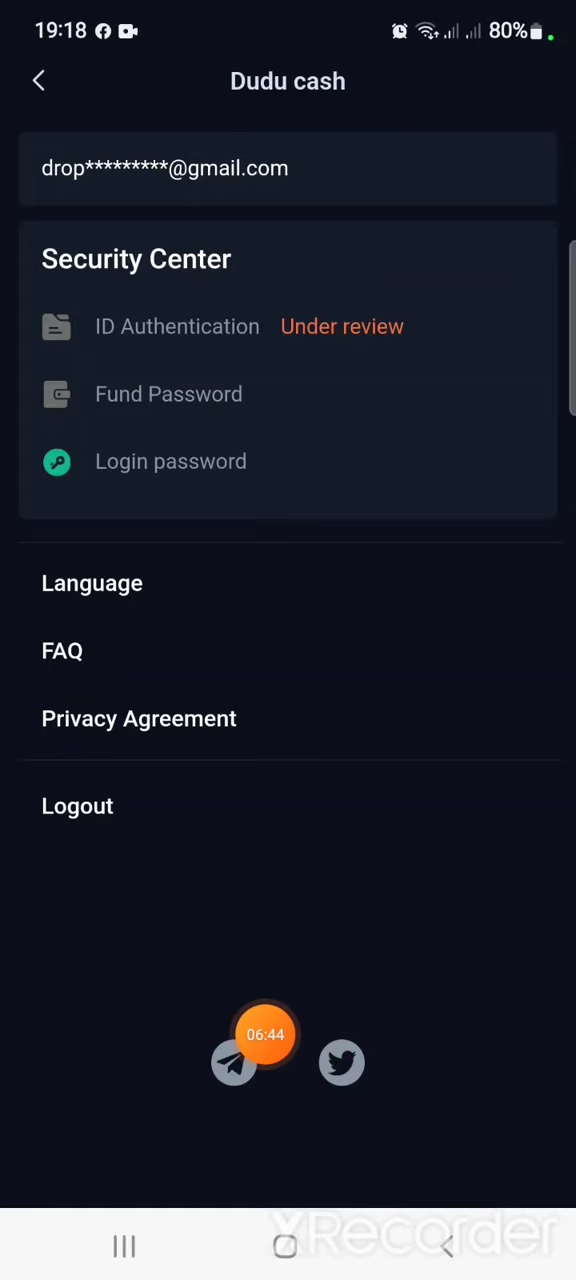 19:18 80%
Dudu cash
drop*********@gmail.com
Security Center
ID Authentication Under review
Fund Password
Login password
Language
FAQ
Privacy Agreement
Logout
06:44
XRecorder